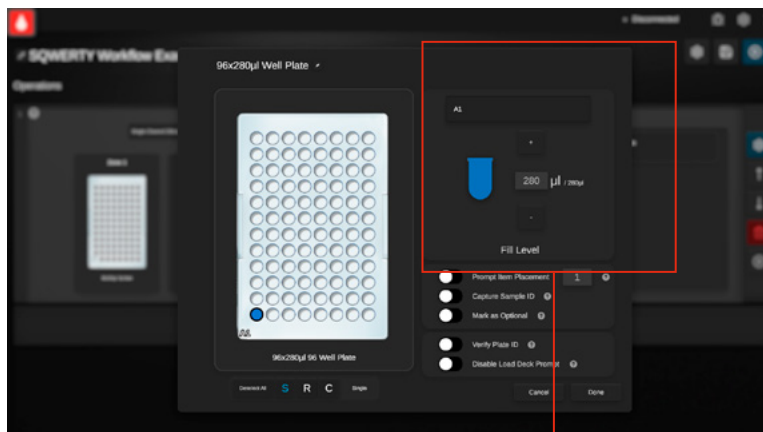 Disconnected
SQWERTY Workflow Exa
Operations
96x280µl Well Plate
A1
+
280 µl / 280µl
-
Fill Level
A1
96x280µl 96 Well Plate
Prompt Item Placement 1
Capture Sample ID
Mark as Optional
Verify Plate ID
Disable Load Deck Prompt
Deselect All S R C Single
Cancel Done